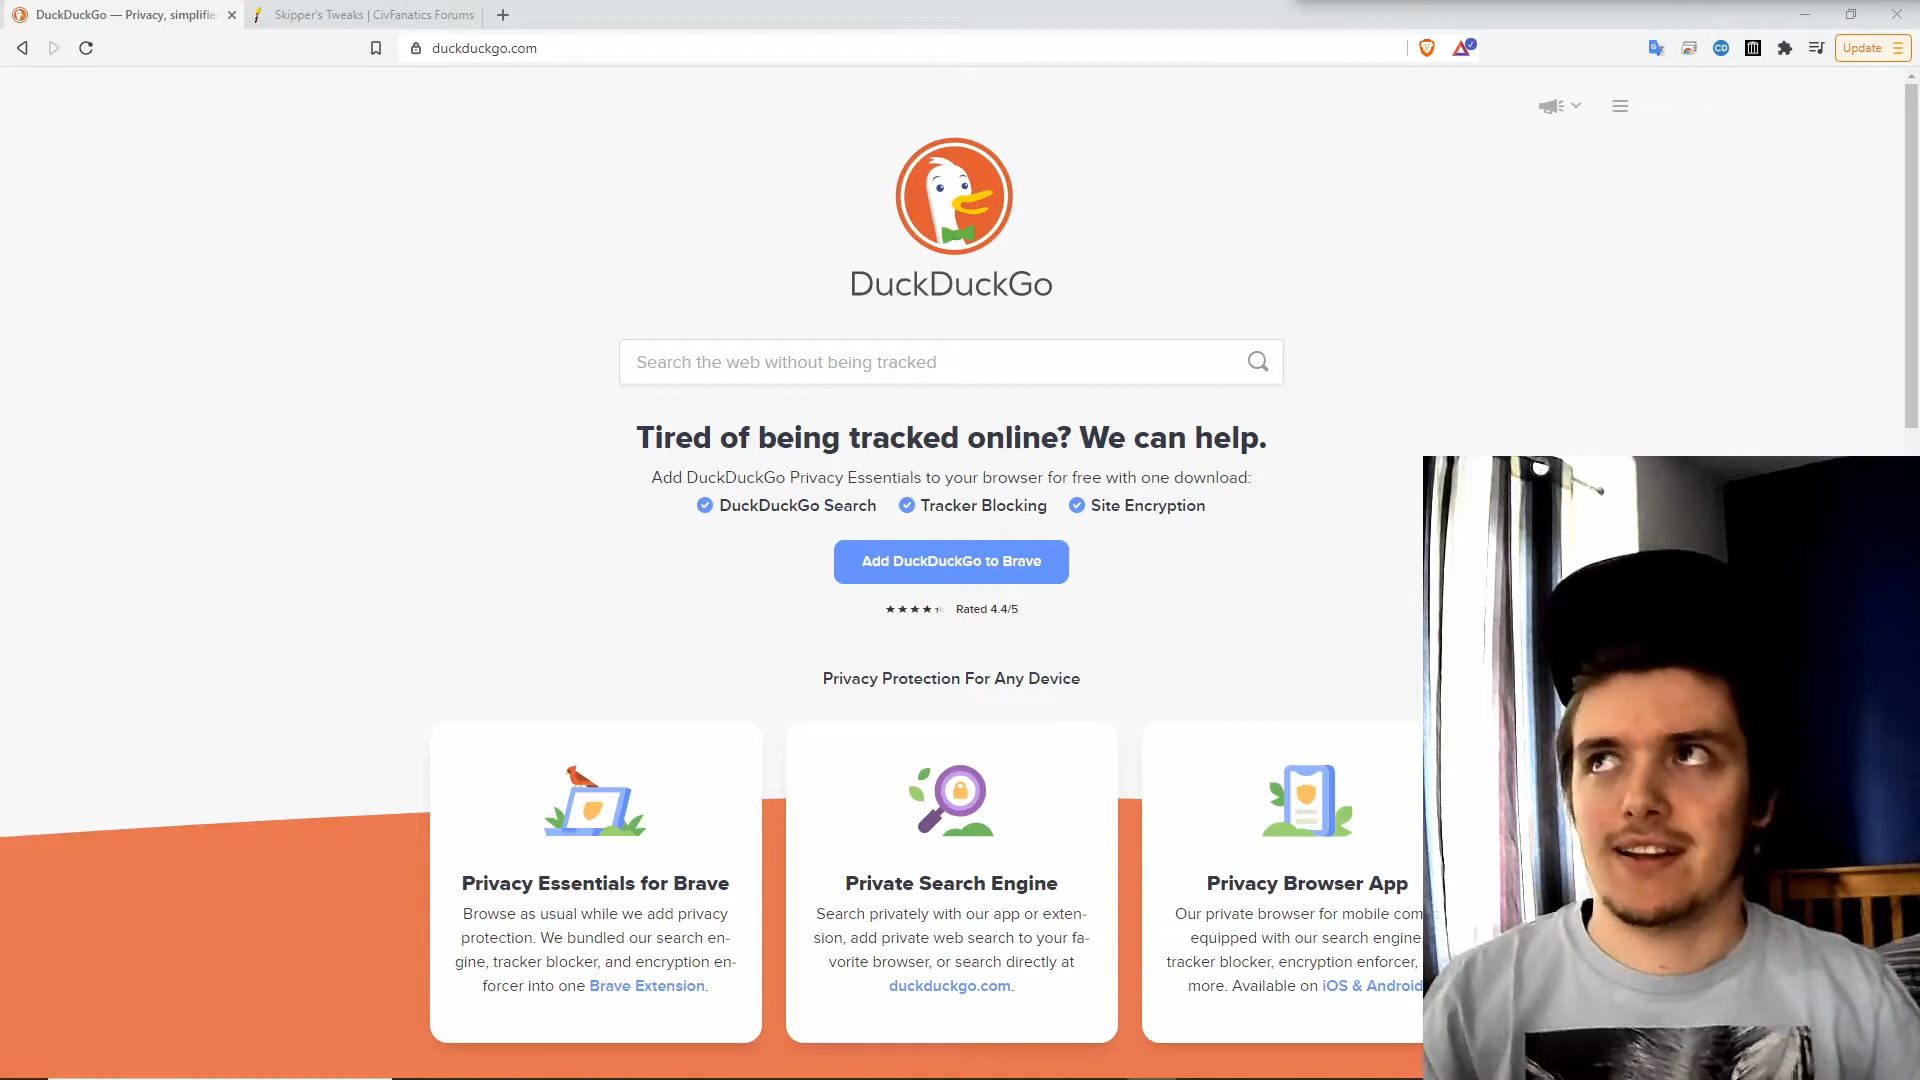 DuckDuckGo — Privacy, simplifie
Skipper's Tweaks | CivFanatics Forums
duckduckgo.com
Update
DuckDuckGo
Search the web without being tracked
Tired of being tracked online? We can help.
Add DuckDuckGo Privacy Essentials to your browser for free with one download:
DuckDuckGo Search Tracker Blocking Site Encryption
Add DuckDuckGo to Brave
Rated 4.4/5
Privacy Protection For Any Device
Privacy Essentials for Brave
Browse as usual while we add privacy
protection. We bundled our search en-
gine, tracker blocker, and encryption en-
forcer into one Brave Extension.
Private Search Engine
Search privately with our app or exten-
sion, add private web search to your fa-
vorite browser, or search directly at
duckduckgo.com.
Privacy Browser App
Our private browser for mobile com
equipped with our search engine,
tracker blocker, encryption enforcer,
more. Available on iOS & Android